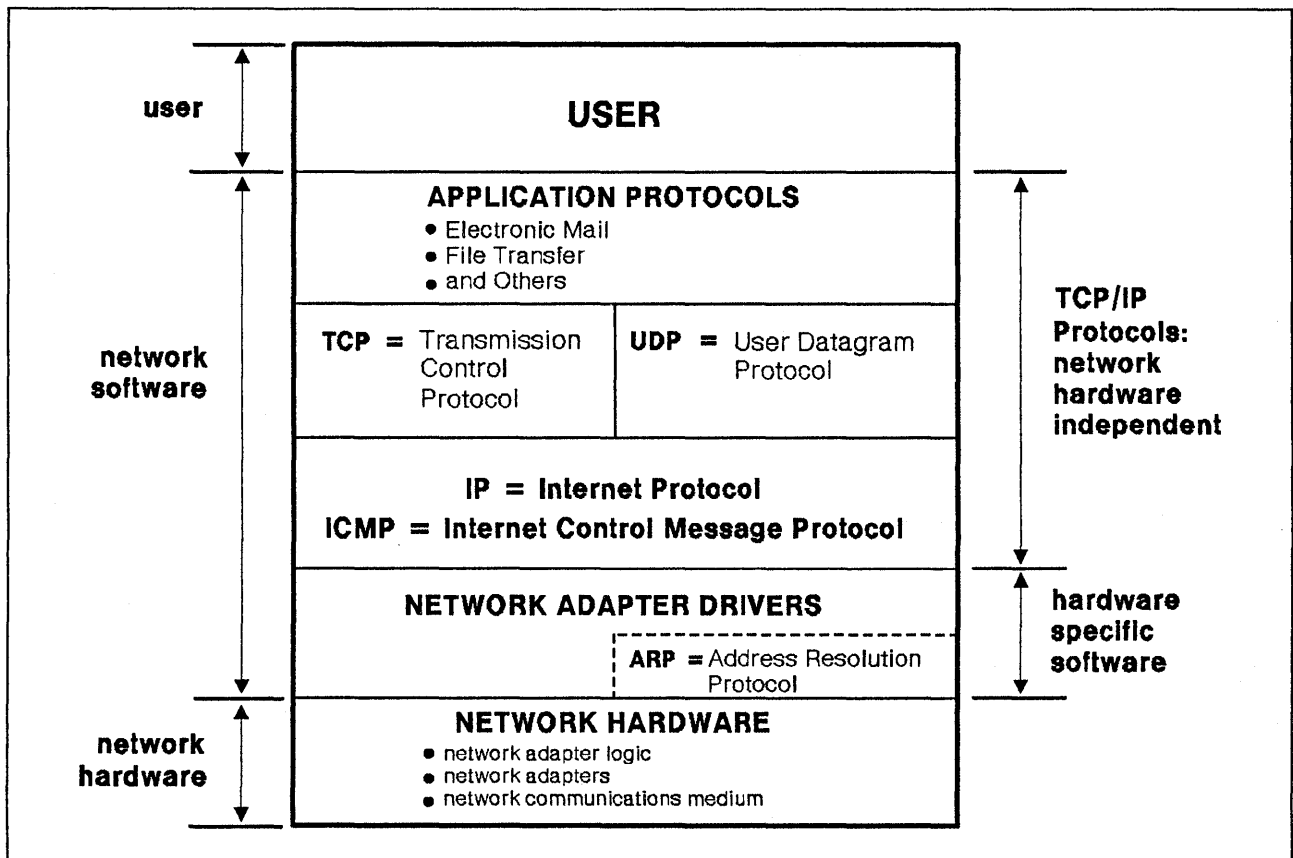 user
USER
APPLICATION PROTOCOLS
• Electronic Mail
• File Transfer
• and Others
network
software
TCP = Transmission
Control
Protocol
UDP = User Datagram
Protocol
TCP/IP
Protocols:
network
hardware
independent
IP = Internet Protocol
ICMP = Internet Control Message Protocol
NETWORK ADAPTER DRIVERS
ARP = Address Resolution
Protocol
hardware
specific
software
network
hardware
NETWORK HARDWARE
• network adapter logic
• network adapters
• network communications medium